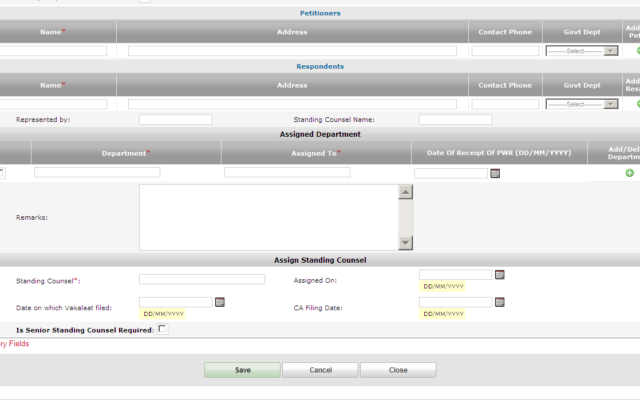 Petitioners
Name* Address Contact Phone Govt Dept Add/
Pet
--------Select--------
Respondents
Name* Address Contact Phone Govt Dept Add/
Resp
--------Select--------
Represented by: Standing Counsel Name:
Assigned Department
Department* Assigned To* Date Of Receipt Of PWR (DD/MM/YYYY) Add/Del
Departm
Remarks:
Assign Standing Counsel
Standing Counsel*: Assigned On:
DD/MM/YYYY
Date on which Vakalaat filed: CA Filing Date:
DD/MM/YYYY DD/MM/YYYY
Is Senior Standing Counsel Required:
ry Fields
Save Cancel Close